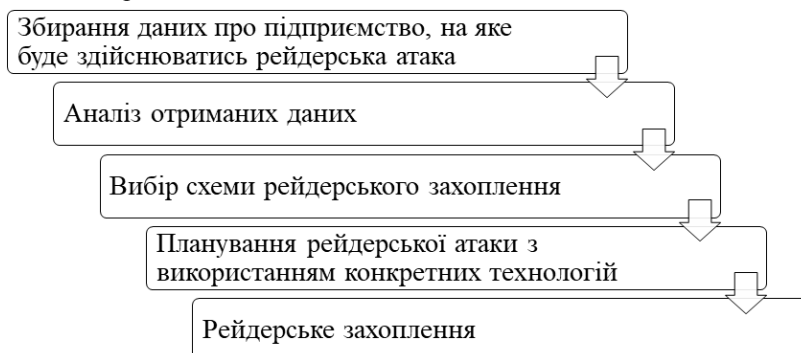 Збирання даних про підприємство, на яке
буде здійснюватись рейдерська атака
Аналіз отриманих даних
Вибір схеми рейдерського захоплення
Планування рейдерської атаки з
використанням конкретних технологій
Рейдерське захоплення